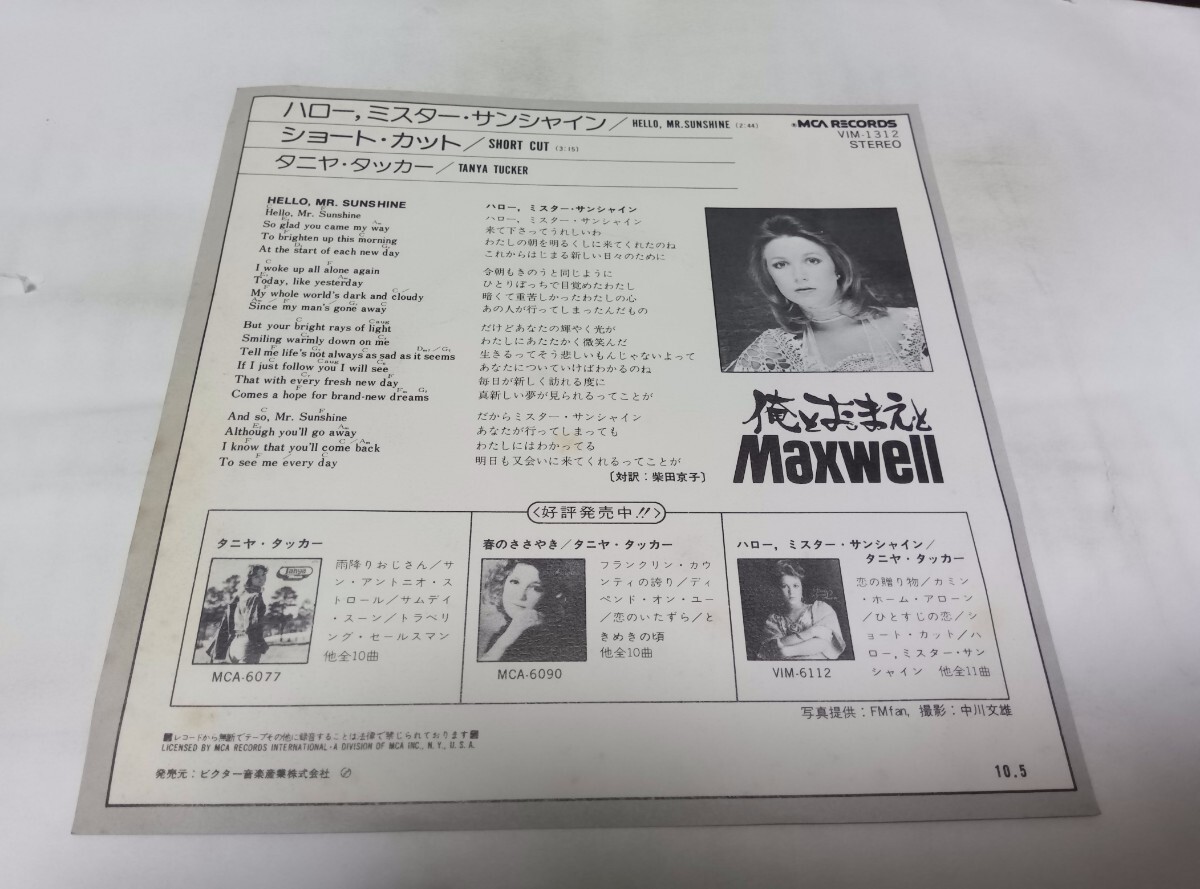 ハロー,ミスター・サンシャイン／HELLO, MR.SUNSHINE (2:44)
ショート・カット／SHORT CUT (3:15)
タニヤ・タッカー／TANYA TUCKER
MCA RECORDS
VIM-1312
STEREO
HELLO, MR. SUNSHINE
Hello, Mr. Sunshine
So glad you came my way
To brighten up this morning
At the start of each new day
I woke up all alone again
Today, like yesterday
My whole world's dark and cloudy
Since my man's gone away
But your bright rays of light
Smiling warmly down on me
Tell me life's not always as sad as it seems
If I just follow you I will see
That with every fresh new day
Comes a hope for brand-new dreams
And so, Mr. Sunshine
Although you'll go away
I know that you'll come back
To see me every day
ハロー，ミスター・サンシャイン
ハロー，ミスター・サンシャイン
来て下さってうれしいわ
わたしの朝を明るくしに来てくれたのね
これからはじまる新しい日々のために
今朝もきのうと同じように
ひとりぼっちで目覚めたわたし
暗くて重苦しかったわたしの心
あの人が行ってしまったんだもの
だけどあなたの輝やく光が
わたしにあたたかく微笑んだ
生きるってそう悲しいもんじゃないよって
あなたについていけばわかるのね
毎日が新しく訪れる度に
真新しい夢が見られるってことが
だからミスター・サンシャイン
あなたが行ってしまっても
わたしにはわかってる
明日も又会いに来てくれるってことが
〔対訳：柴田京子〕
俺とおまえと
Maxwell
〈好評発売中!!〉
タニヤ・タッカー
Tanya
雨降りおじさん／サ
ン・アントニオ・ス
トロール／サムデイ
・スーン／トラベリ
ング・セールスマン
他全10曲
MCA-6077
春のささやき／タニヤ・タッカー
フランクリン・カウ
ンティの誇り／ディ
ペンド・オン・ユー
／恋のいたずら／と
きめきの頃
他全10曲
MCA-6090
ハロー，ミスター・サンシャイン／
タニヤ・タッカー
恋の贈り物／カミン
・ホーム・アローン
／ひとすじの恋／シ
ョート・カット／ハ
ロー,ミスター・サン
シャイン 他全11曲
VIM-6112
写真提供：FMfan，撮影：中川文雄
レコードから無断でテープその他に録音することは法律で禁じられております
LICENSED BY MCA RECORDS INTERNATIONAL・A DIVISION OF MCA INC., N.Y., U.S.A.
発売元：ビクター音楽産業株式会社
10.5